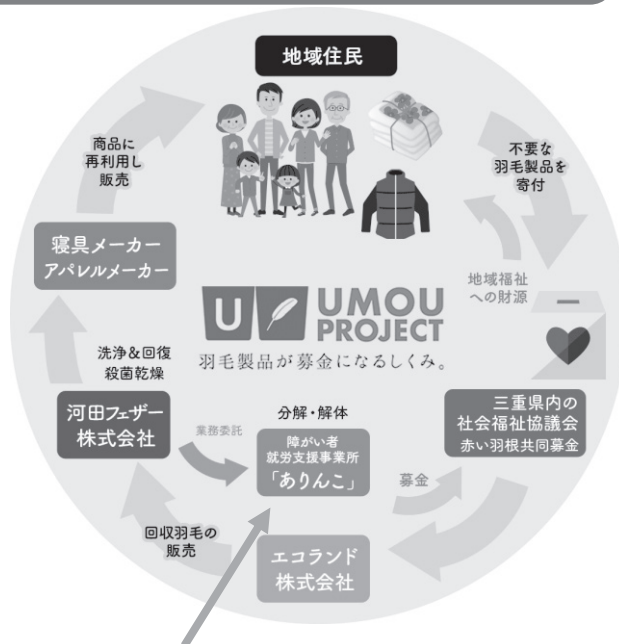 地域住民
不要な
羽毛製品を
寄付
地域福祉
への財源
三重県内の
社会福祉協議会
赤い羽根共同募金
募金
エコランド
株式会社
回収羽毛の
販売
河田フェザー
株式会社
業務委託
分解・解体
障がい者
就労支援事業所
「ありんこ」
洗浄&回復
殺菌乾燥
寝具メーカー
アパレルメーカー
商品に
再利用し
販売
U UMOU
PROJECT
羽毛製品が募金になるしくみ。